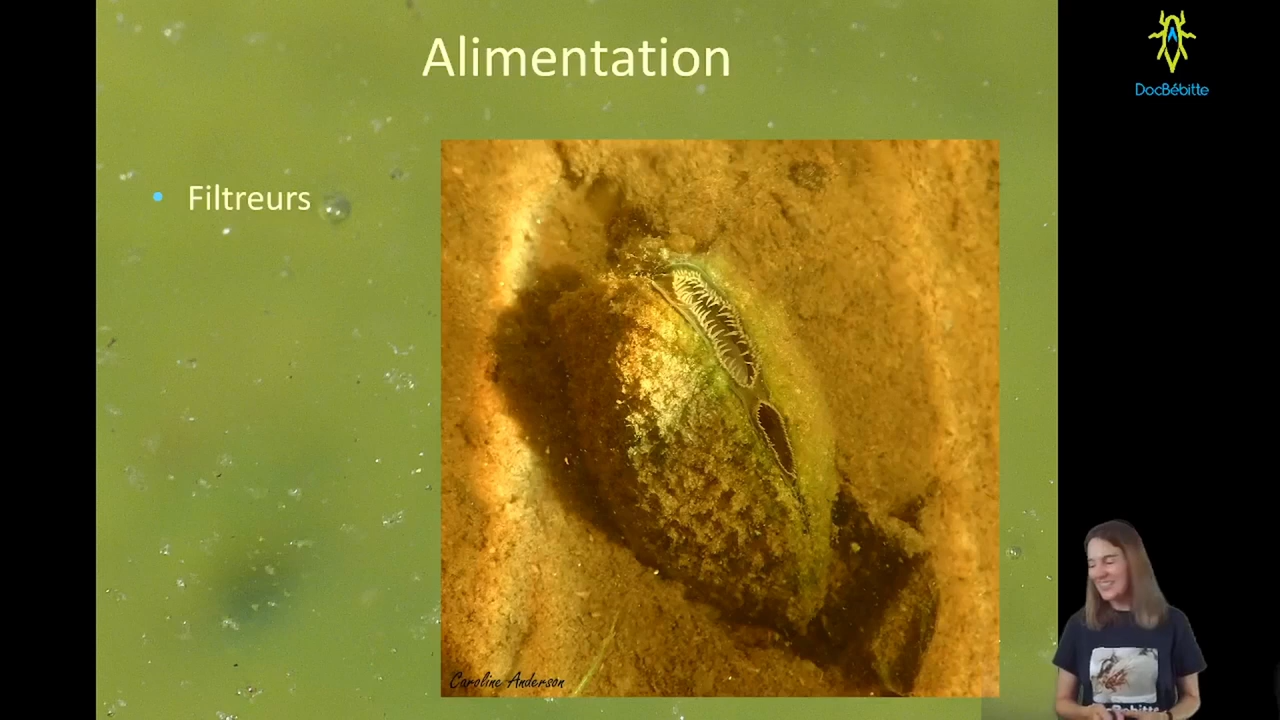 Alimentation
DocBébitte
• Filtreurs
Caroline Anderson